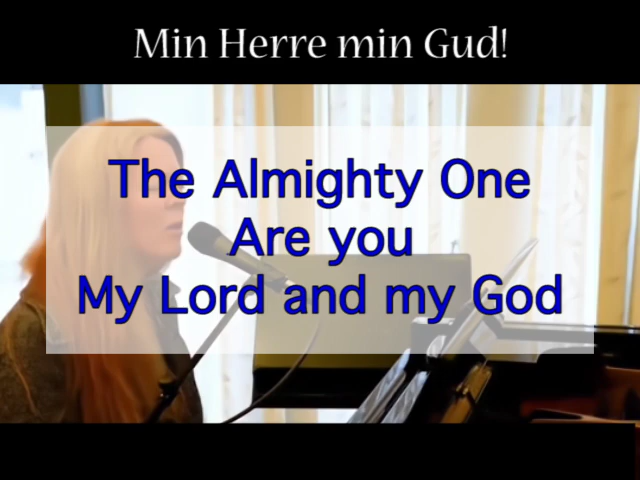 Min Herre min Gud!
The Almighty One
Are you
My Lord and my God